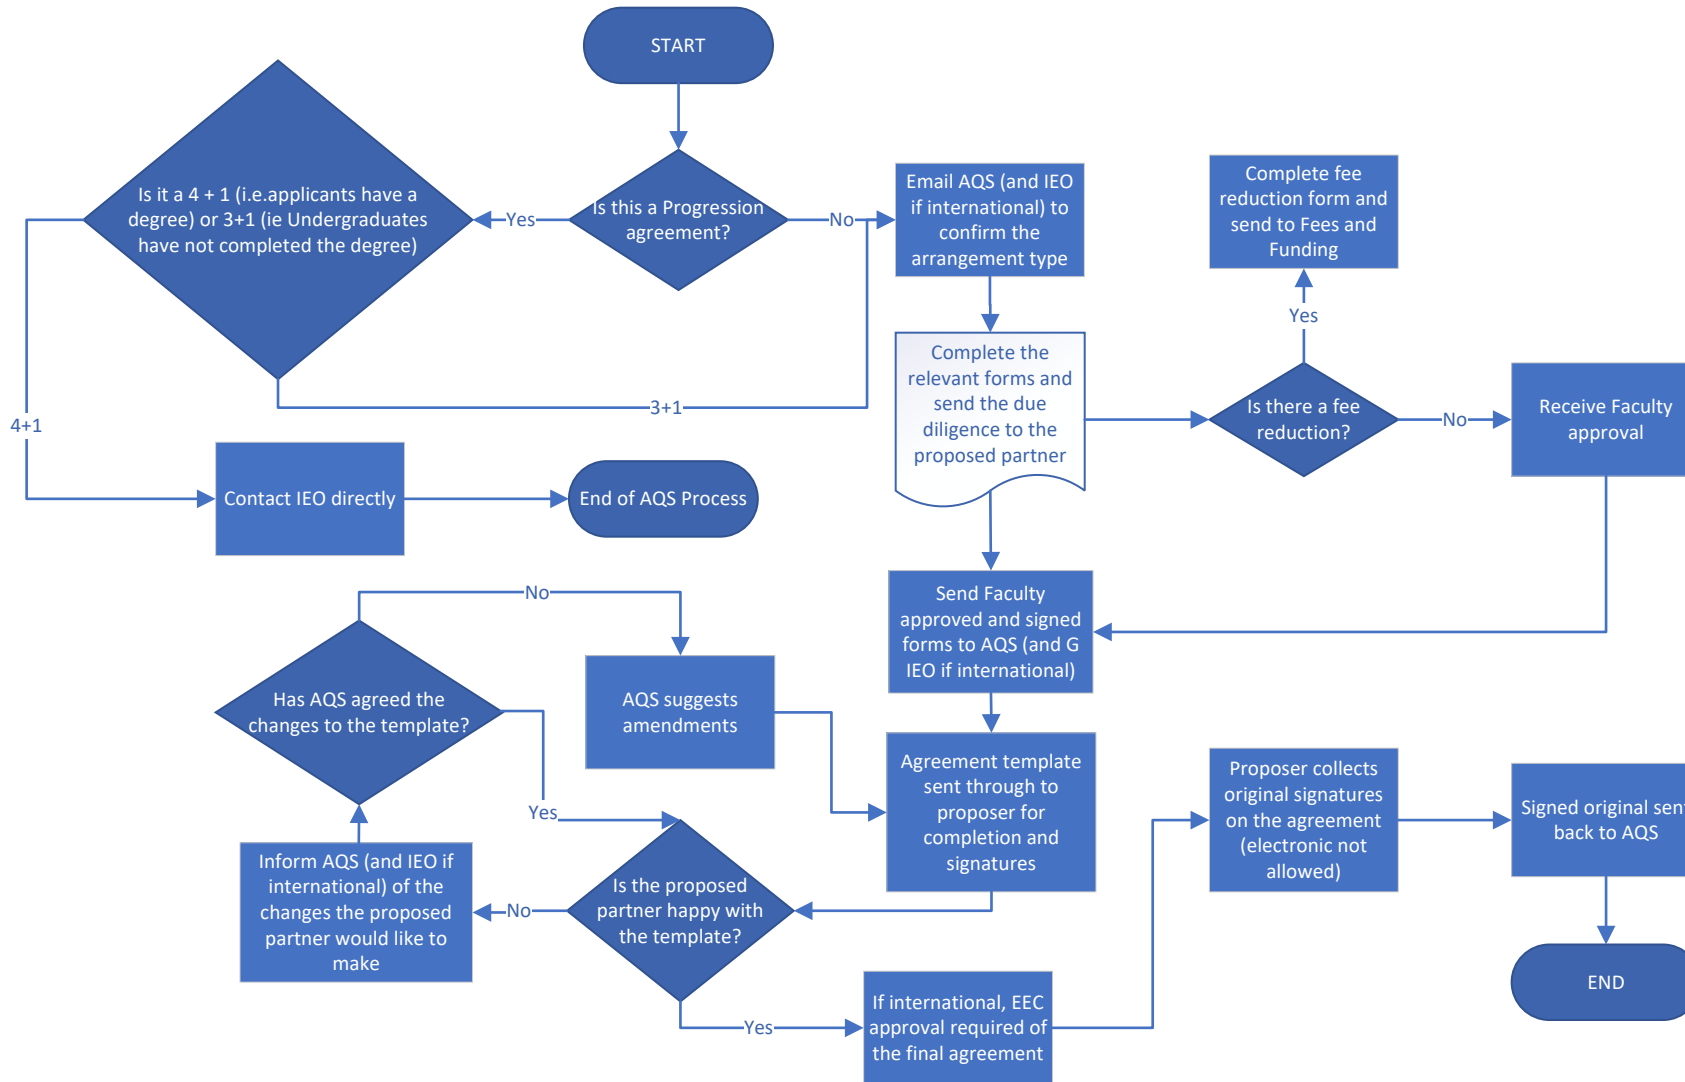 START
Is it a 4 + 1 (i.e.applicants have a
degree) or 3+1 (ie Undergraduates
have not completed the degree)
Yes
Is this a Progression
agreement?
No
Email AQS (and IEO
if international) to
confirm the
arrangement type
Complete fee
reduction form and
send to Fees and
Funding
Yes
Complete the
relevant forms and
send the due
diligence to the
proposed partner
Is there a fee
reduction?
No
Receive Faculty
approval
3+1
4+1
Contact IEO directly
End of AQS Process
No
Send Faculty
approved and signed
forms to AQS (and G
IEO if international)
Has AQS agreed the
changes to the template?
AQS suggests
amendments
Yes
Agreement template
sent through to
proposer for
completion and
signatures
Proposer collects
original signatures
on the agreement
(electronic not
allowed)
Signed original sent
back to AQS
Inform AQS (and IEO if
international) of the
changes the proposed
partner would like to
make
No
Is the proposed
partner happy with
the template?
Yes
If international, EEC
approval required of
the final agreement
END